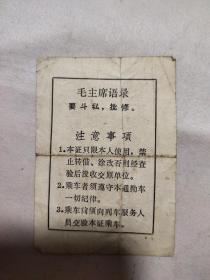 毛主席语录
要斗私,批修。
注意事項
1.本证只限本人使用,禁
止转借、涂改否则经查
验后没收交原单位。
2.乘车者须遵守本通勤车
一切纪律。
3.乘车者须向列车服务人
员交验本证乘车。